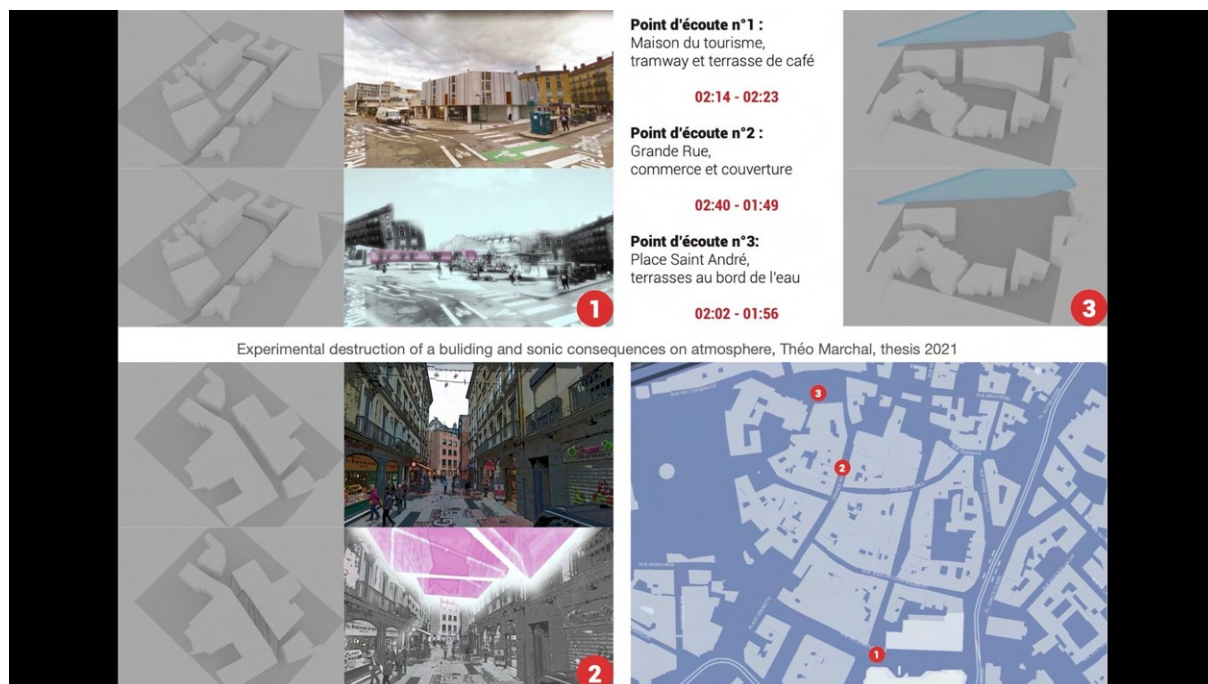 Point d'écoute n°1 :
Maison du tourisme,
tramway et terrasse de café
02:14 - 02:23
Point d'écoute n°2 :
Grande Rue,
commerce et couverture
02:40 - 01:49
Point d'écoute n°3:
Place Saint André,
terrasses au bord de l'eau
02:02 - 01:56
1
3
Experimental destruction of a buliding and sonic consequences on atmosphere, Théo Marchal, thesis 2021
2
3
2
1